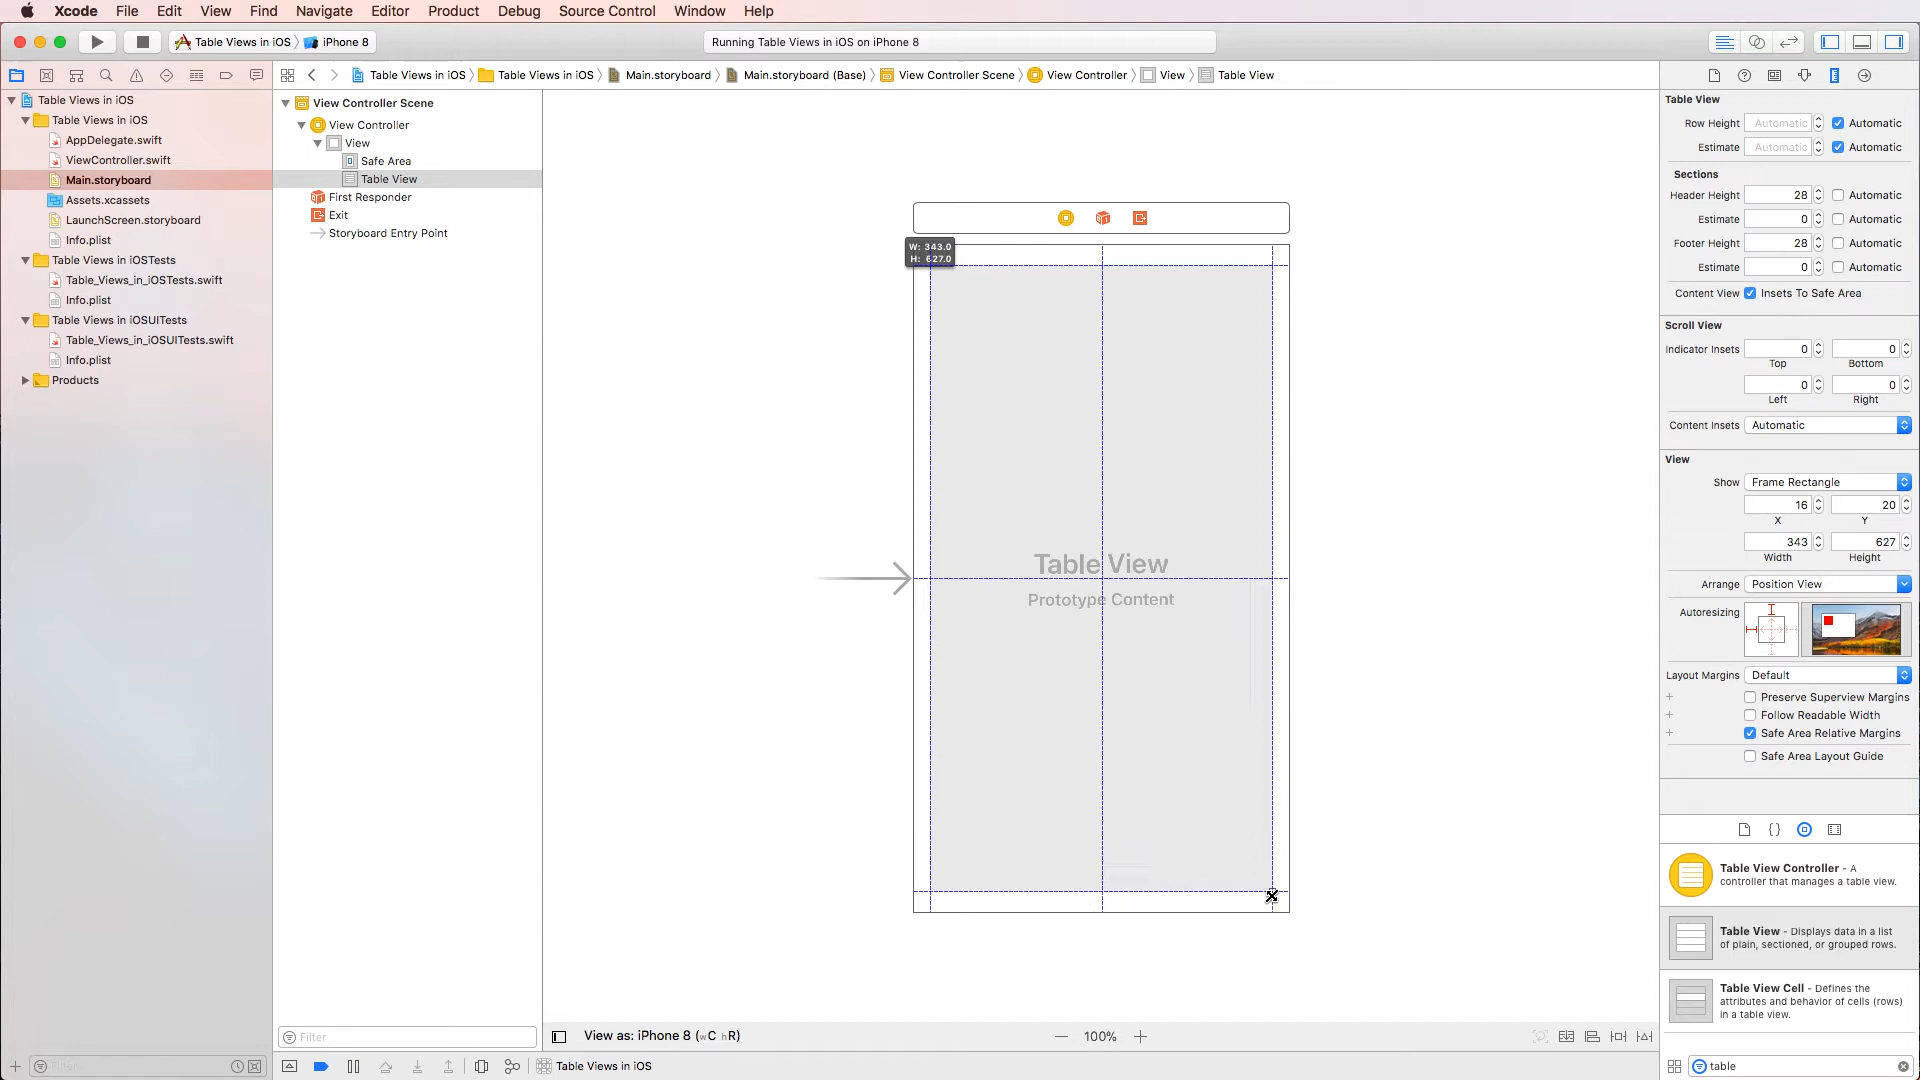 Xcode File Edit View Find Navigate Editor Product Debug Source Control Window Help
Table Views in iOS iPhone 8
Running Table Views in iOS on iPhone 8
Table Views in iOS Table Views in iOS Main.storyboard Main.storyboard (Base) View Controller Scene View Controller View Table View
Table Views in iOS
Table Views in iOS
AppDelegate.swift
ViewController.swift
Main.storyboard
Assets.xcassets
LaunchScreen.storyboard
Info.plist
Table Views in iOSTests
Table_Views_in_iOSTests.swift
Info.plist
Table Views in iOSUITests
Table_Views_in_iOSUITests.swift
Info.plist
Products
Filter
View Controller Scene
View Controller
View
Safe Area
Table View
First Responder
Exit
Storyboard Entry Point
Filter
W: 343.0
H: 627.0
Table View
Prototype Content
View as: iPhone 8 (wC hR)
100%
Table Views in iOS
Table View
Row Height Automatic Automatic
Estimate Automatic Automatic
Sections
Header Height 28 Automatic
Estimate 0 Automatic
Footer Height 28 Automatic
Estimate 0 Automatic
Content View Insets To Safe Area
Scroll View
Indicator Insets 0 0
Top Bottom
0 0
Left Right
Content Insets Automatic
View
Show Frame Rectangle
16 20
X Y
343 627
Width Height
Arrange Position View
Autoresizing
Layout Margins Default
Preserve Superview Margins
Follow Readable Width
Safe Area Relative Margins
Safe Area Layout Guide
Table View Controller - A
controller that manages a table view.
Table View - Displays data in a list
of plain, sectioned, or grouped rows.
Table View Cell - Defines the
attributes and behavior of cells (rows)
in a table view.
table